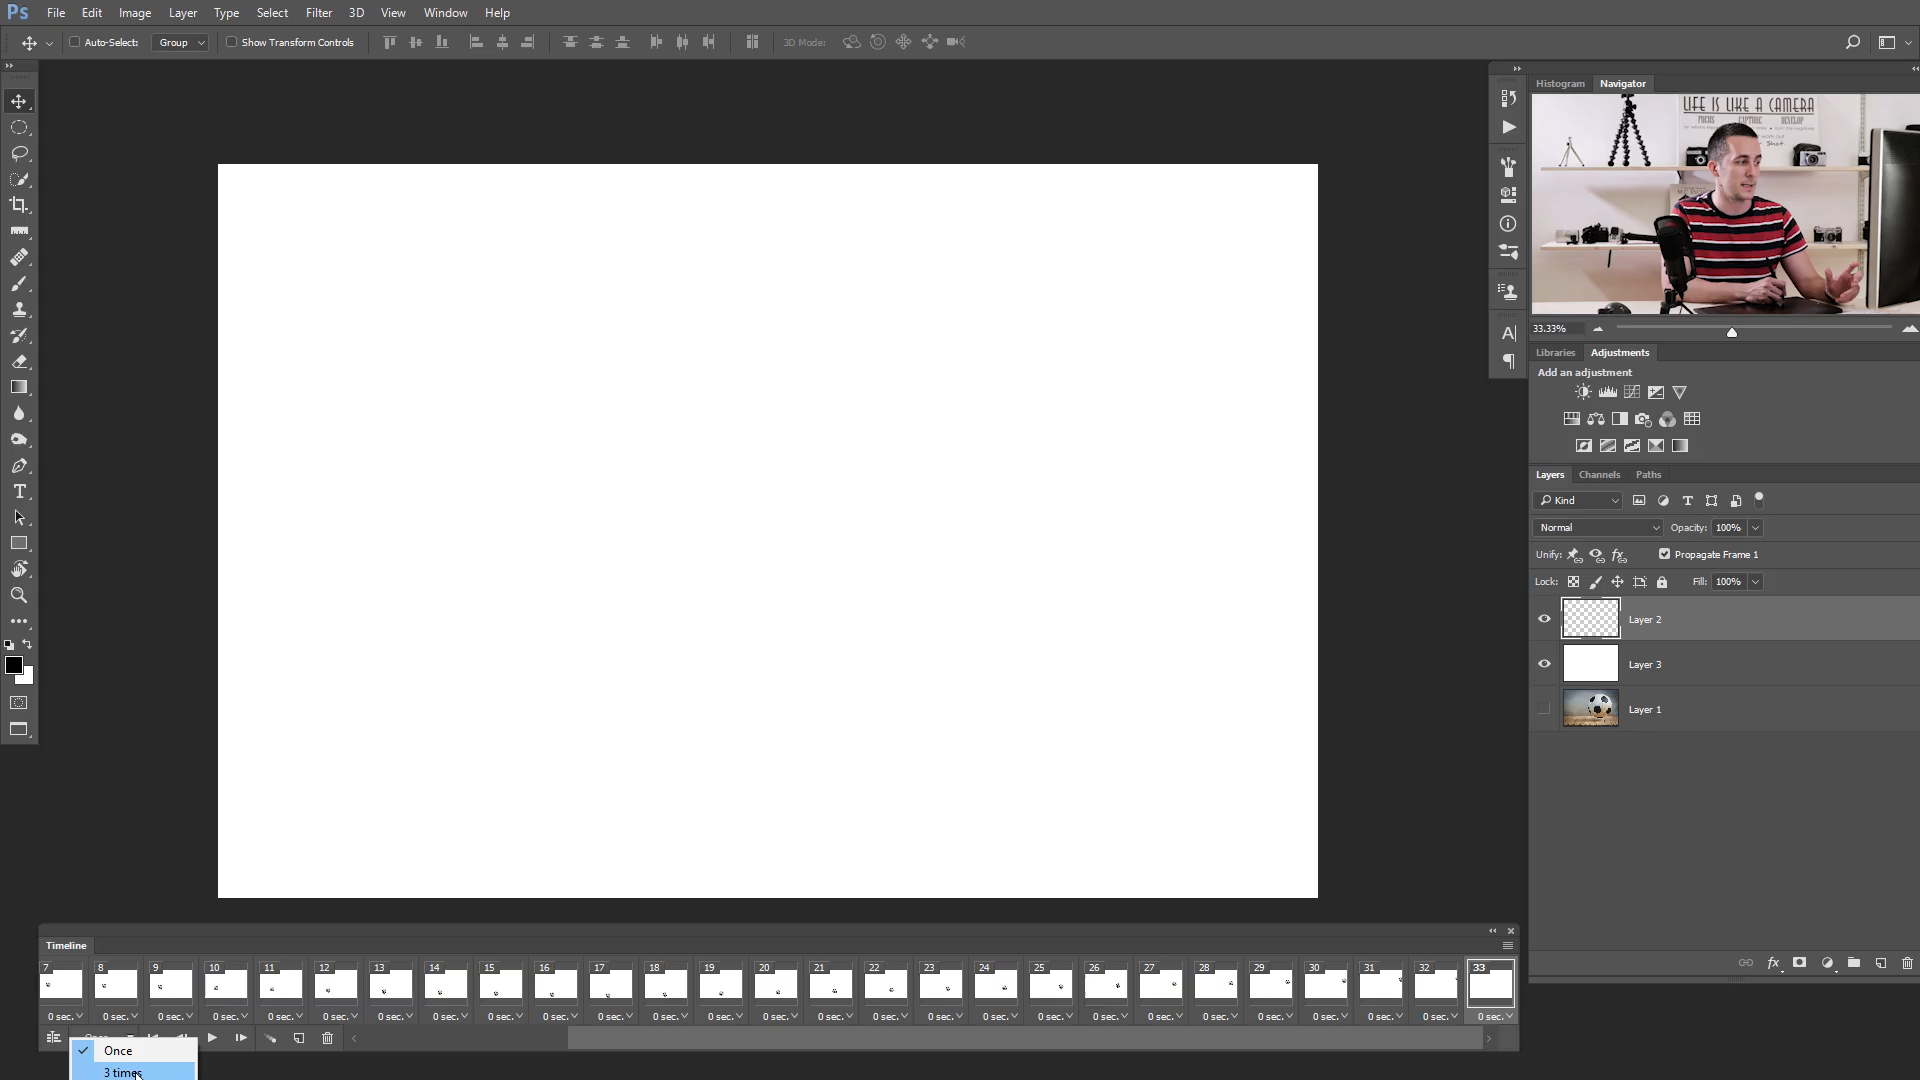 Ps File Edit Image Layer Type Select Filter 3D View Window Help
Auto-Select: Group Show Transform Controls 3D Mode:
Histogram Navigator
LIFE IS LIKE A CAMERA
FOCUS CAPTURE DEVELOP
Shot.
33.33%
Libraries Adjustments
Add an adjustment
Layers Channels Paths
Kind T
Normal Opacity: 100%
Unify: fx Propagate Frame 1
Lock: Fill: 100%
Layer 2
Layer 3
Layer 1
fx
Timeline
7 8 9 10 11 12 13 14 15 16 17 18 19 20 21 22 23 24 25 26 27 28 29 30 31 32 33
0 sec. 0 sec. 0 sec. 0 sec. 0 sec. 0 sec. 0 sec. 0 sec. 0 sec. 0 sec. 0 sec. 0 sec. 0 sec. 0 sec. 0 sec. 0 sec. 0 sec. 0 sec. 0 sec. 0 sec. 0 sec. 0 sec. 0 sec. 0 sec. 0 sec. 0 sec. 0 sec.
Once
3 times